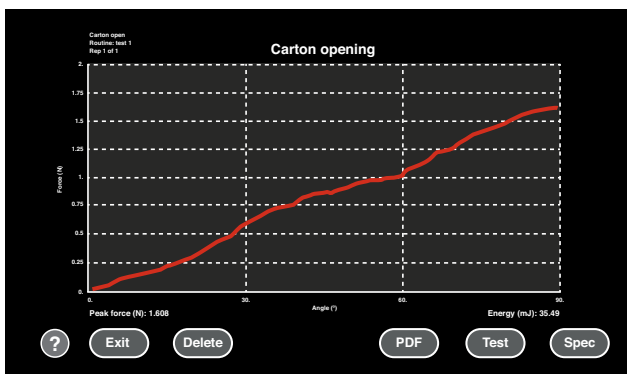 Carton open
Routine: test 1
Rep 1 of 1
Carton opening
2.
1.75
1.5
1.25
1.
0.75
0.5
0.25
0.
Force (N)
0.
30.
60.
90.
Angle (º)
Peak force (N): 1.608
Energy (mJ): 35.49
?
Exit
Delete
PDF
Test
Spec